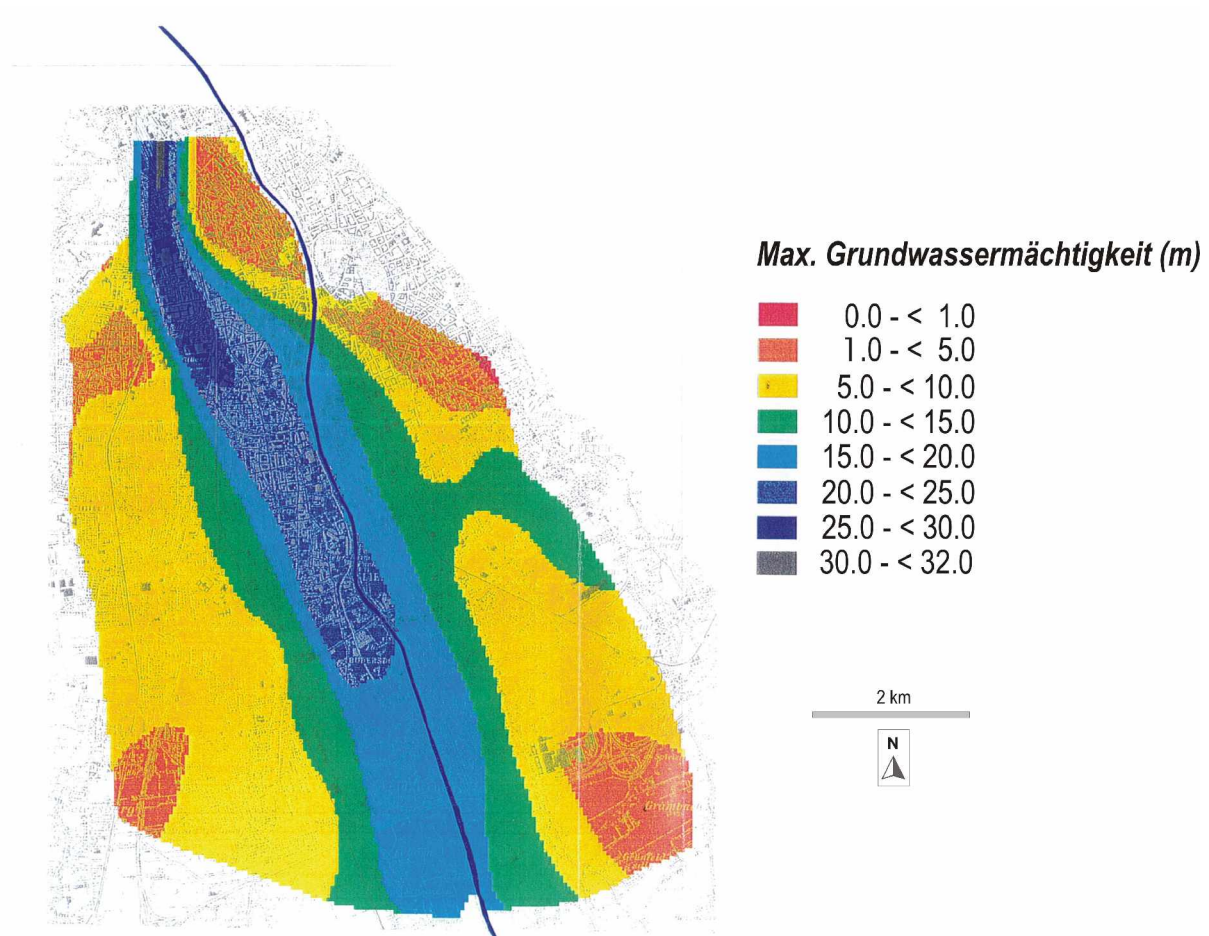 Max. Grundwassermächtigkeit (m)
0.0 - < 1.0
1.0 - < 5.0
5.0 - < 10.0
10.0 - < 15.0
15.0 - < 20.0
20.0 - < 25.0
25.0 - < 30.0
30.0 - < 32.0
2 km
N